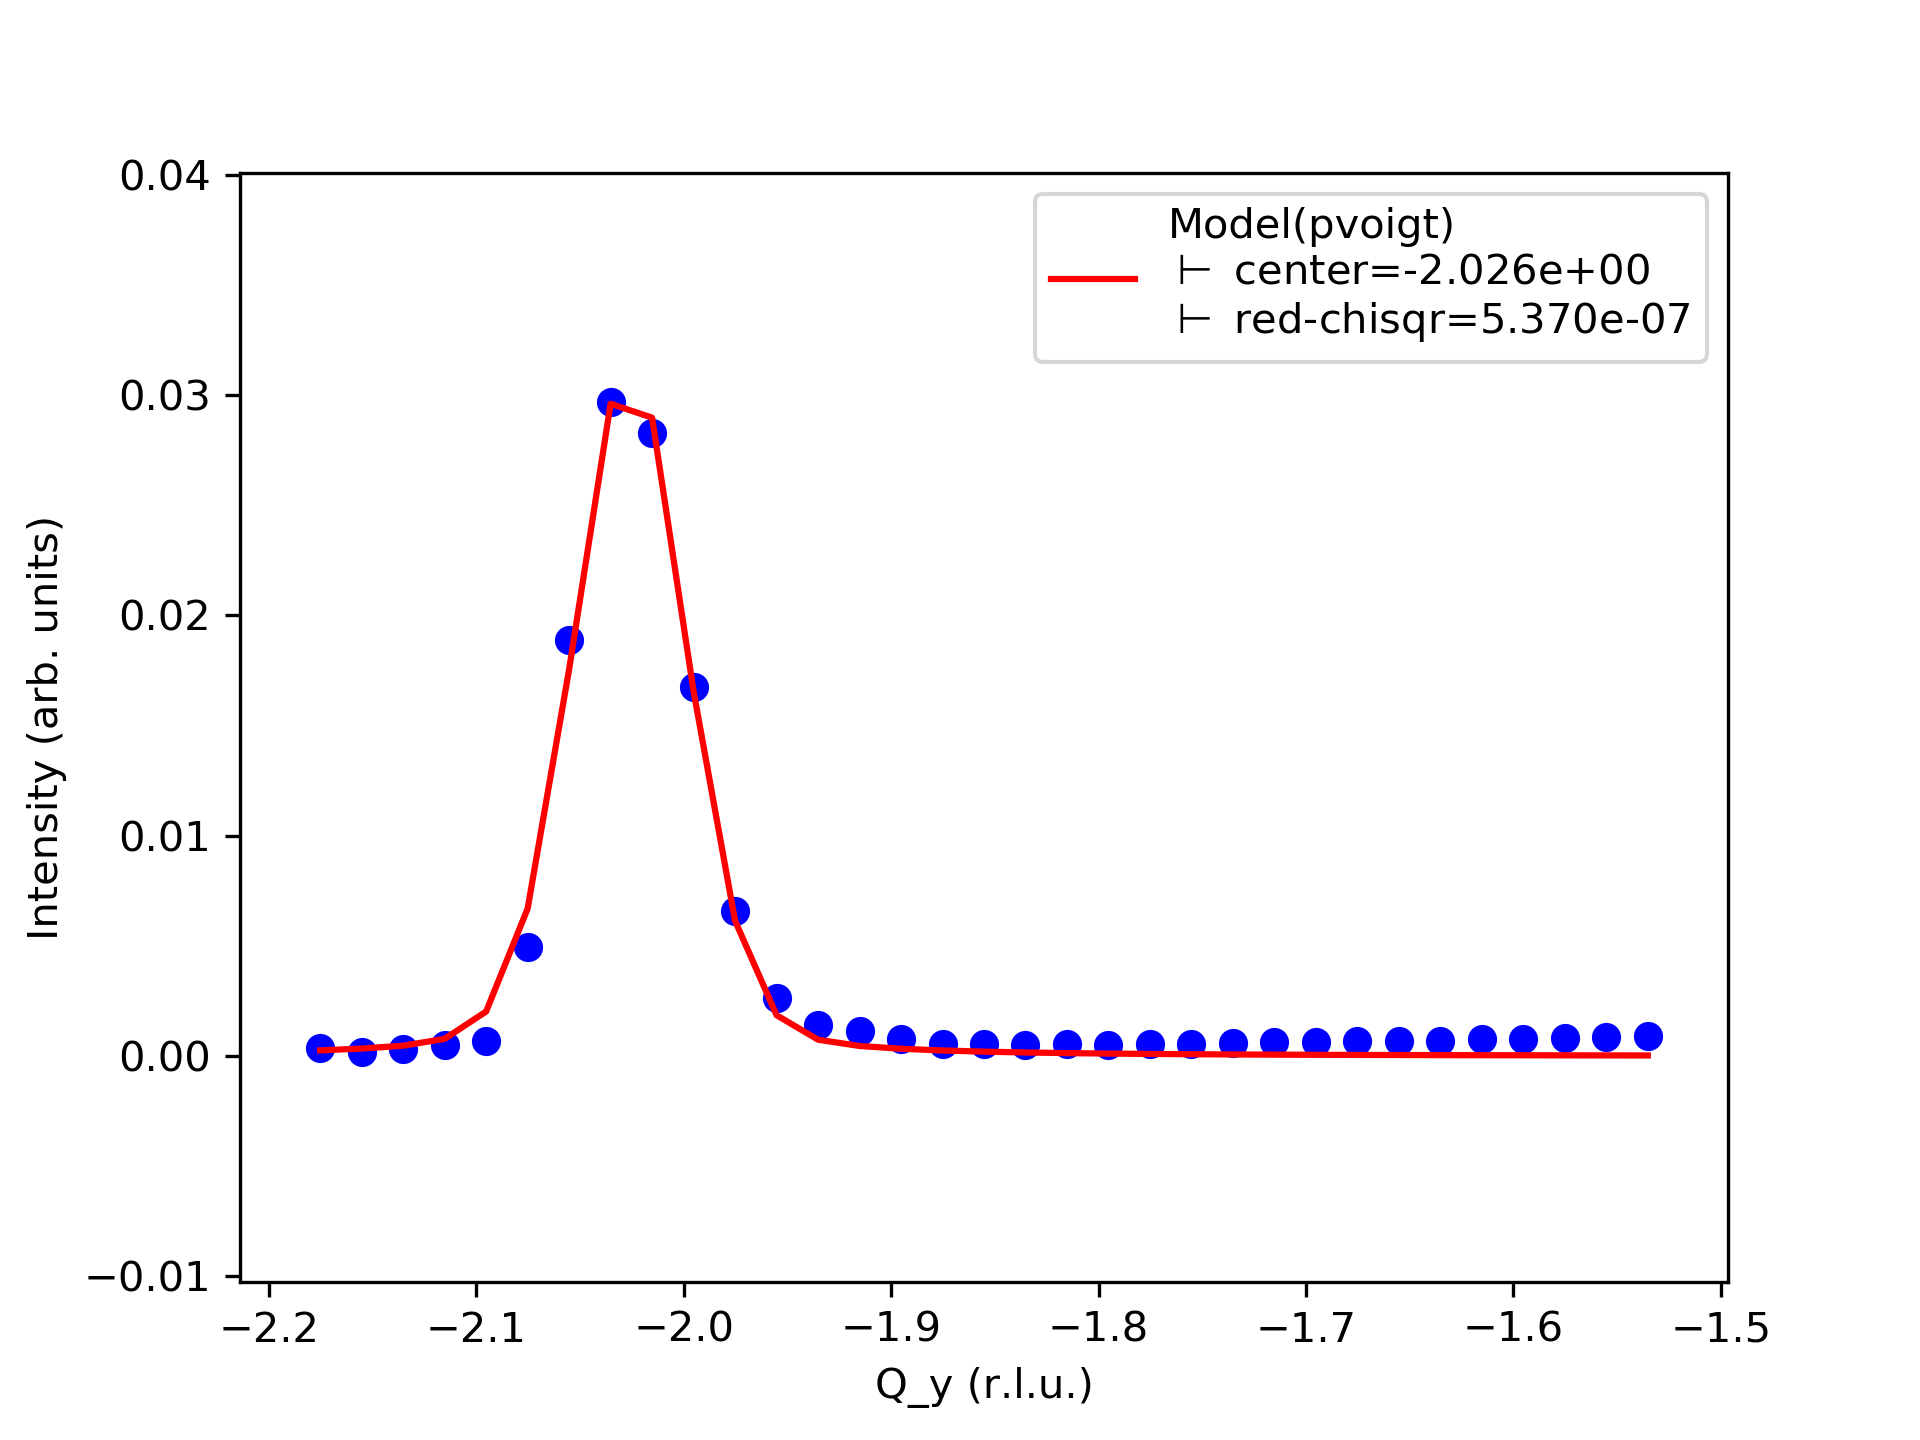 Model(pvoigt)
⊢ center=-2.026e+00
⊢ red-chisqr=5.370e-07
0.04
0.03
0.02
0.01
0.00
−0.01
Intensity (arb. units)
−2.2 −2.1 −2.0 −1.9 −1.8 −1.7 −1.6 −1.5
Q_y (r.l.u.)